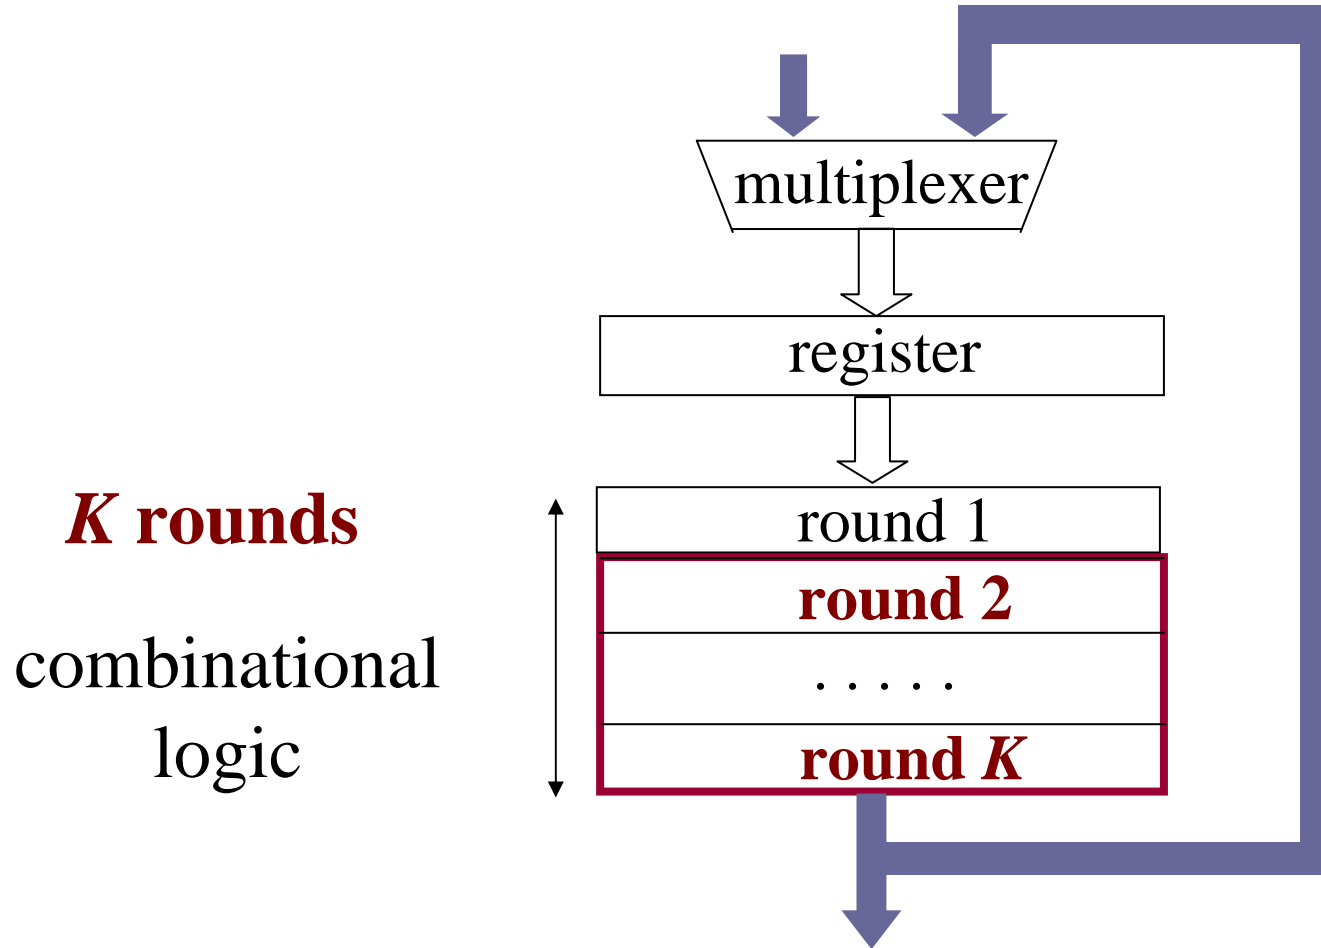 multiplexer
register
K rounds
round 1
round 2
combinational
logic
. . . . .
round K